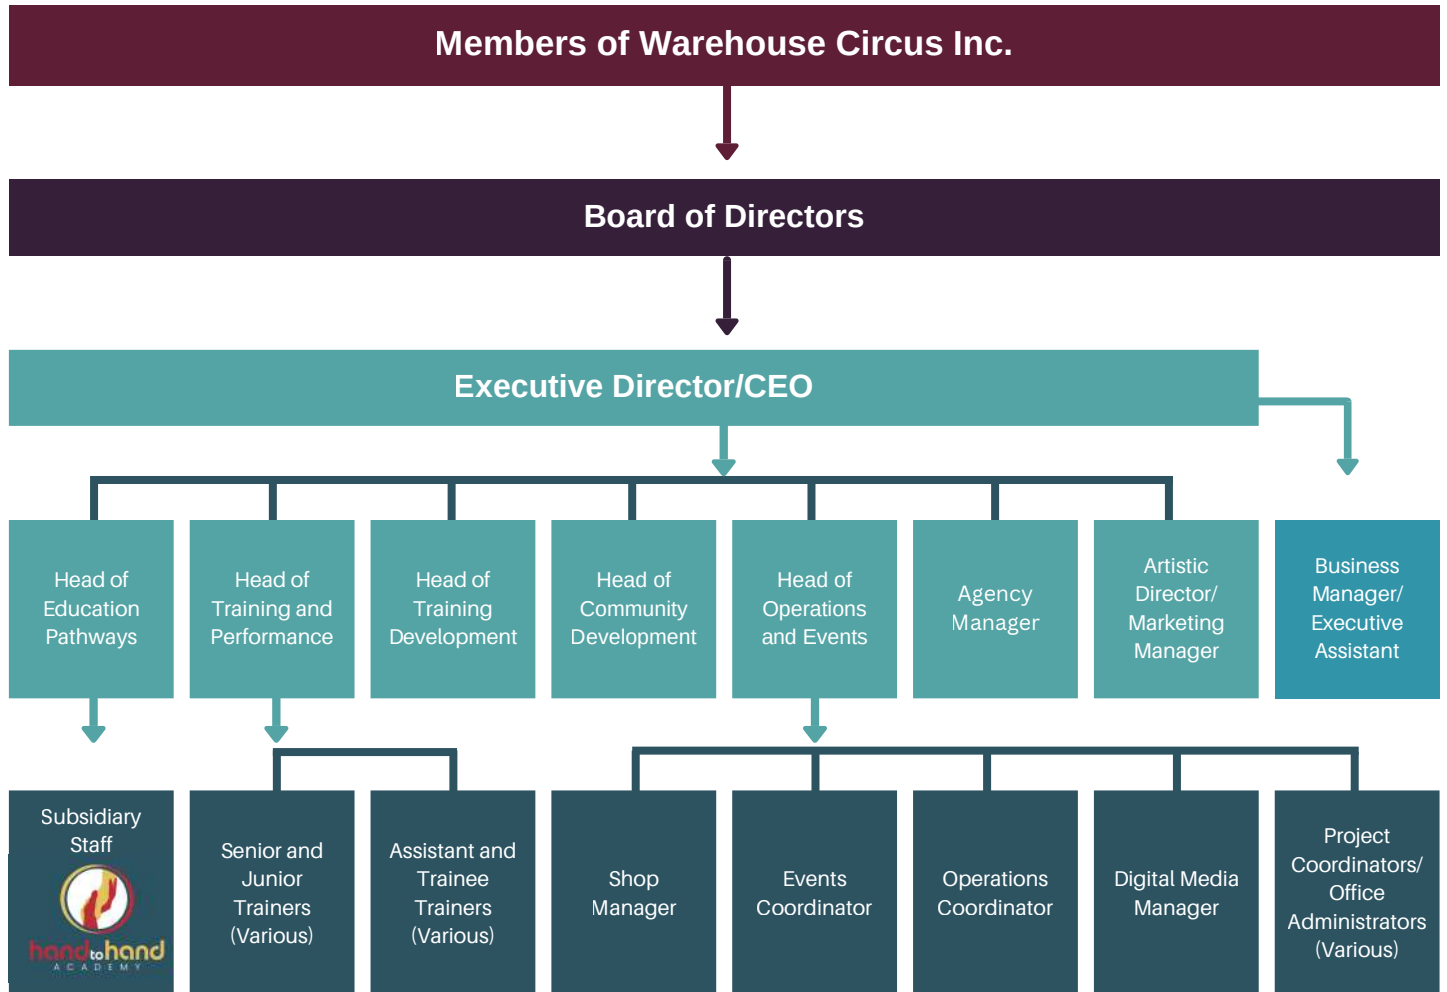 Members of Warehouse Circus Inc.
Board of Directors
Executive Director/CEO
Head of
Education
Pathways
Head of
Training and
Performance
Head of
Training
Development
Head of
Community
Development
Head of
Operations
and Events
Agency
Manager
Artistic
Director/
Marketing
Manager
Business
Manager/
Executive
Assistant
Subsidiary
Staff
handtohand
ACADEMY
Senior and
Junior
Trainers
(Various)
Assistant and
Trainee
Trainers
(Various)
Shop
Manager
Events
Coordinator
Operations
Coordinator
Digital Media
Manager
Project
Coordinators/
Office
Administrators
(Various)